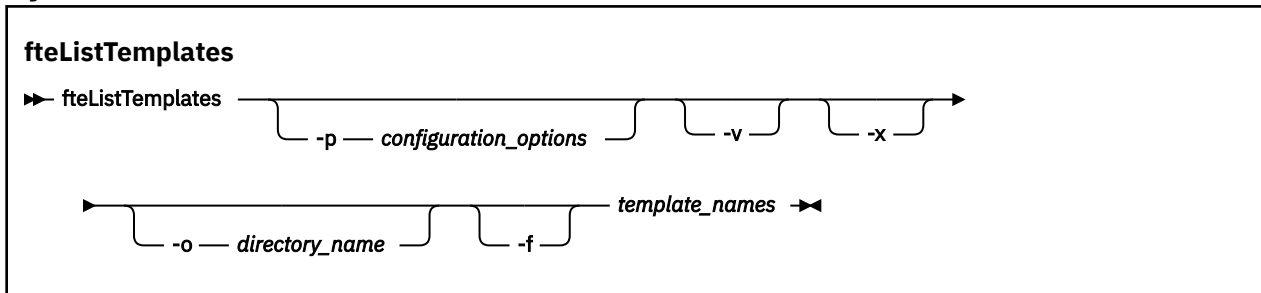 fteListTemplates
fteListTemplates
-p configuration_options -v -x
template_names
-o directory_name -f